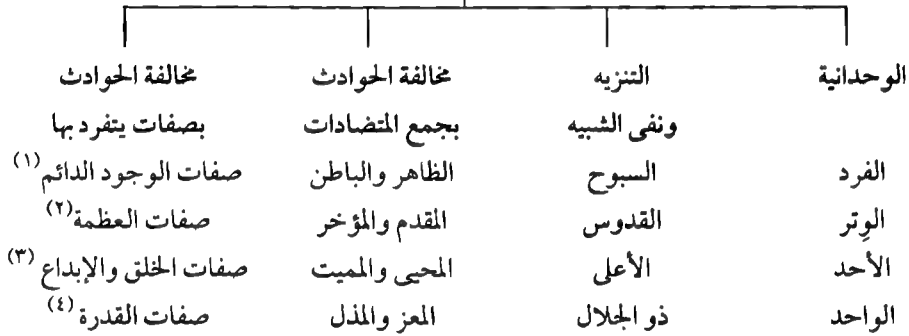 الوحدانية التنزيه مخالفة الحوادث مخالفة الحوادث
ونفى الشبيه بجمع المتضادات بصفات يتفرد بها
الفرد السبوح الظاهر والباطن صفات الوجود الدائم (١)
الوِتر القدوس المقدم والمؤخر صفات العظمة (٢)
الأحد الأعلى المحيى والمميت صفات الخلق والإبداع (٣)
الواحد ذو الجلال المعز والمذل صفات القدرة (٤)